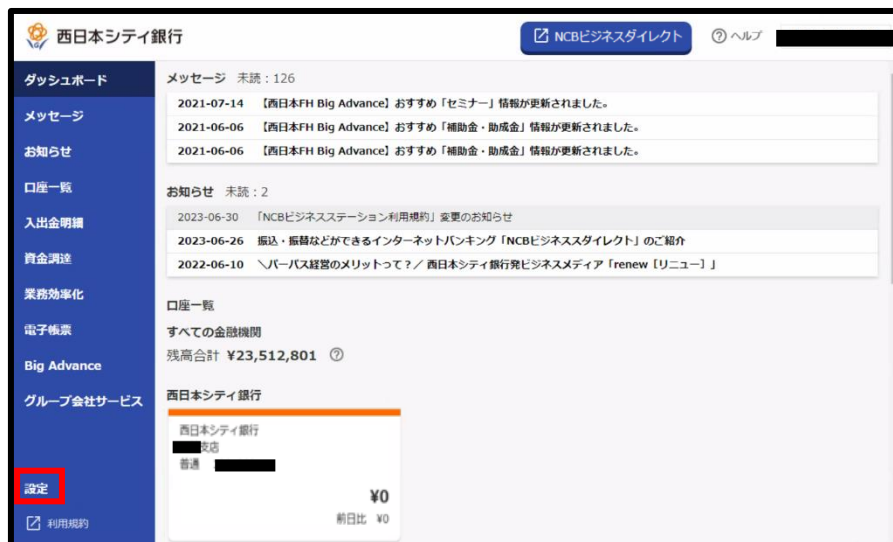 西日本シティ銀行
NCBビジネスダイレクト
ヘルプ
ダッシュボード
メッセージ
お知らせ
口座一覧
入出金明細
資金調達
業務効率化
電子帳票
Big Advance
グループ会社サービス
設定
利用規約
メッセージ 未読:126
2021-07-14 【西日本FH Big Advance】おすすめ「セミナー」情報が更新されました。
2021-06-06 【西日本FH Big Advance】おすすめ「補助金・助成金」情報が更新されました。
2021-06-06 【西日本FH Big Advance】おすすめ「補助金・助成金」情報が更新されました。
お知らせ 未読:2
2023-06-30 「NCBビジネスステーション利用規約」変更のお知らせ
2023-06-26 振込・振替などができるインターネットバンキング「NCBビジネスダイレクト」のご紹介
2022-06-10 ＼パーパス経営のメリットって？／ 西日本シティ銀行発ビジネスメディア「renew［リニュー］」
口座一覧
すべての金融機関
残高合計 ¥23,512,801
西日本シティ銀行
西日本シティ銀行
支店
普通
¥0
前日比 ¥0